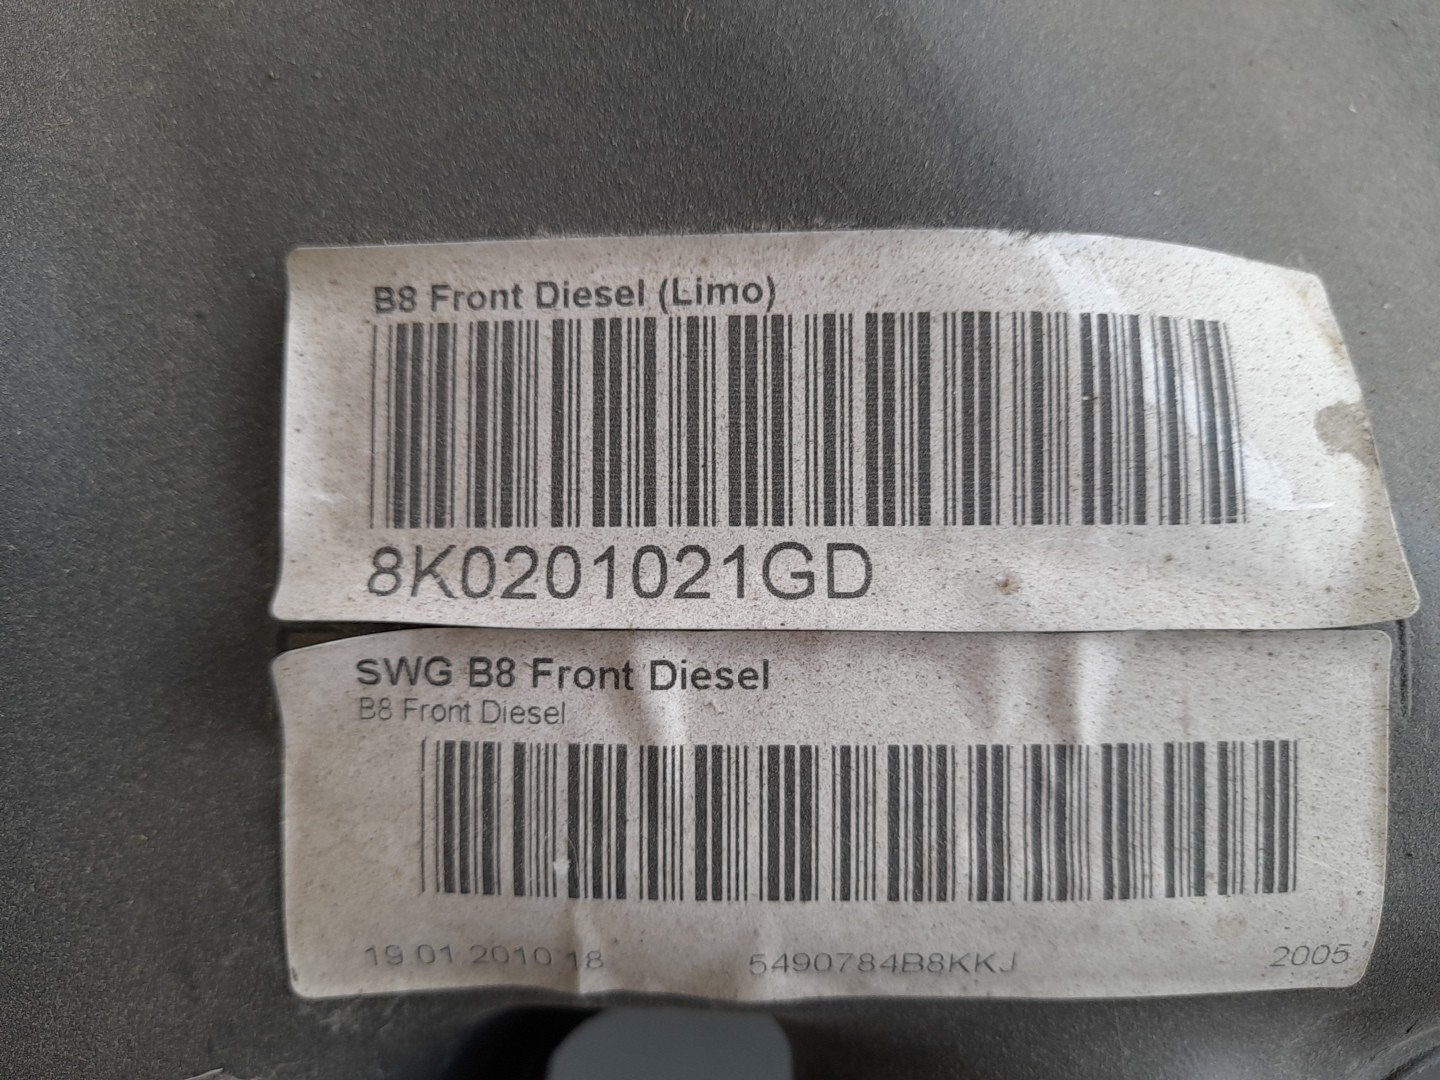 B8 Front Diesel (Limo)
8K0201021GD
SWG B8 Front Diesel
B8 Front Diesel
19 01 2010 18 5490784B8KKJ 2005